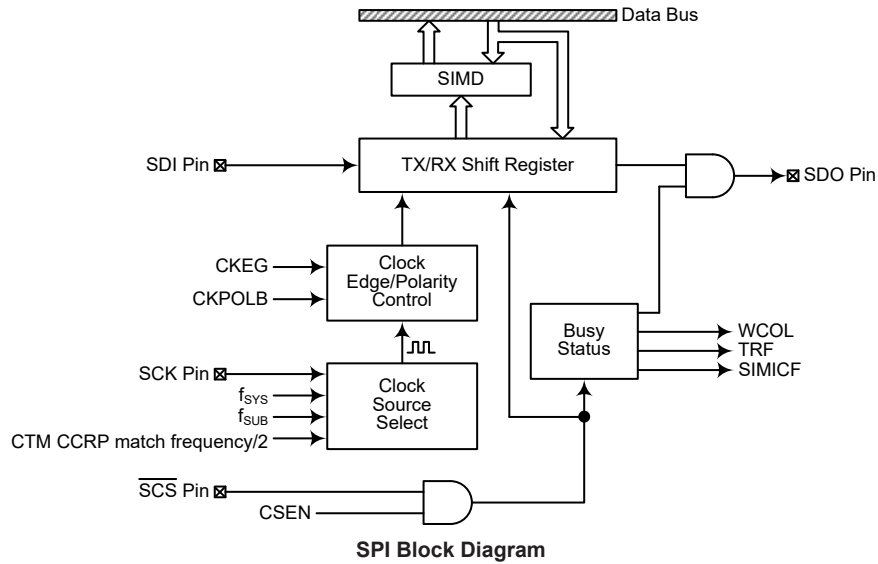 Data Bus
SIMD
SDI Pin
TX/RX Shift Register
SDO Pin
CKEG
CKPOLB
Clock
Edge/Polarity
Control
Busy
Status
WCOL
TRF
SIMICF
SCK Pin
fSYS
fSUB
CTM CCRP match frequency/2
Clock
Source
Select
SCS Pin
CSEN
SPI Block Diagram